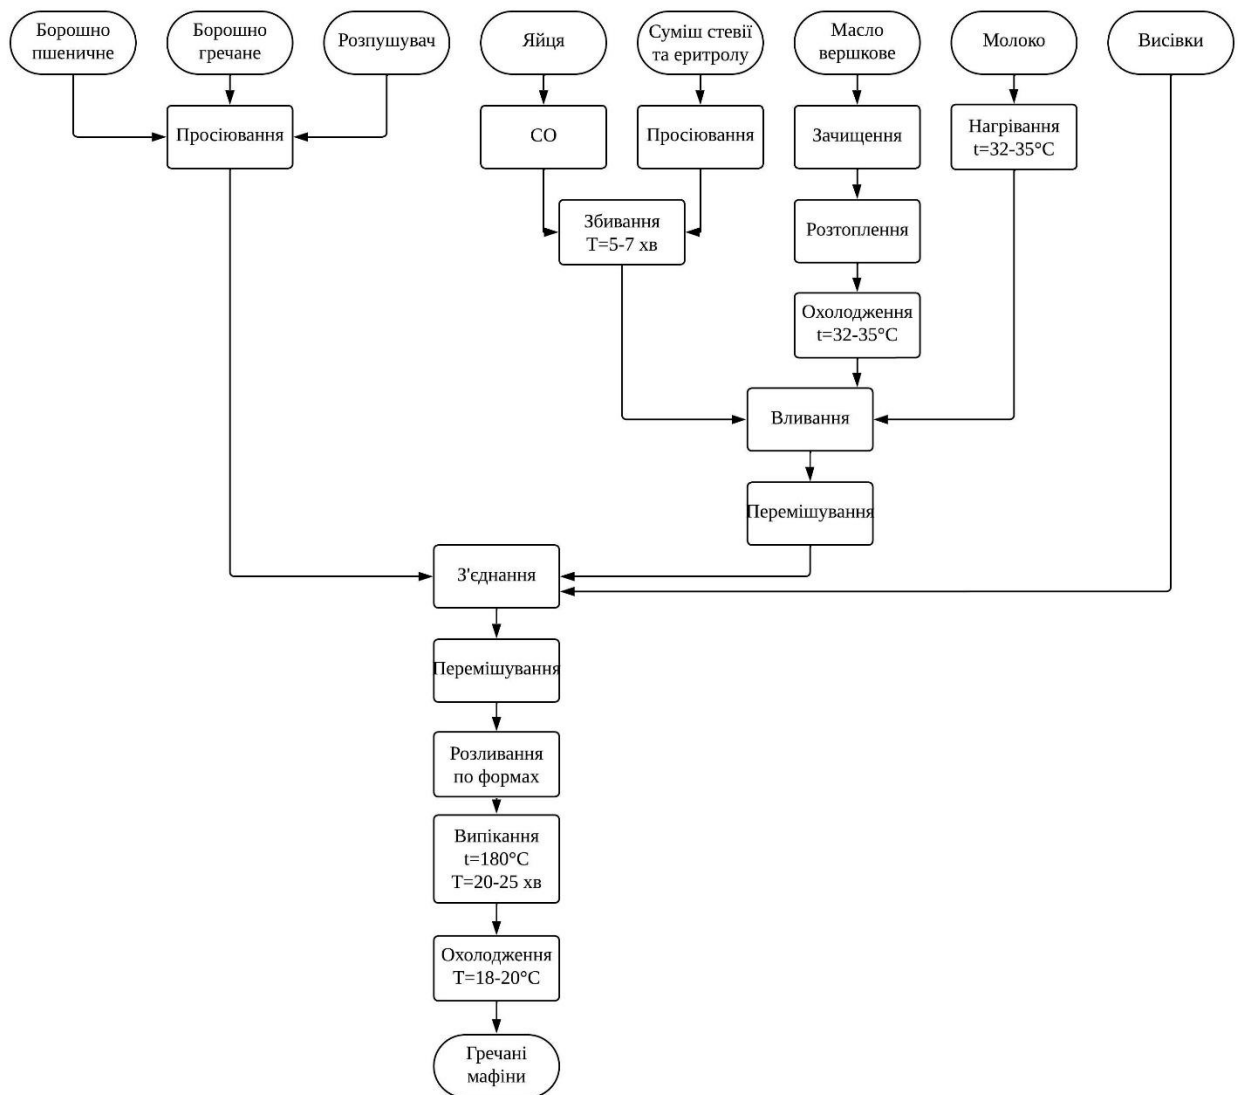 Борошно
пшеничне
Борошно
гречане
Розпушувач
Яйця
Суміш стевії
та еритролу
Масло
вершкове
Молоко
Висівки
Просіювання
СО
Просіювання
Зачищення
Нагрівання
t=32-35°C
Збивання
T=5-7 хв
Розтоплення
Охолодження
t=32-35°C
Вливання
Перемішування
З'єднання
Перемішування
Розливання
по формах
Випікання
t=180°C
T=20-25 хв
Охолодження
T=18-20°C
Гречані
мафіни